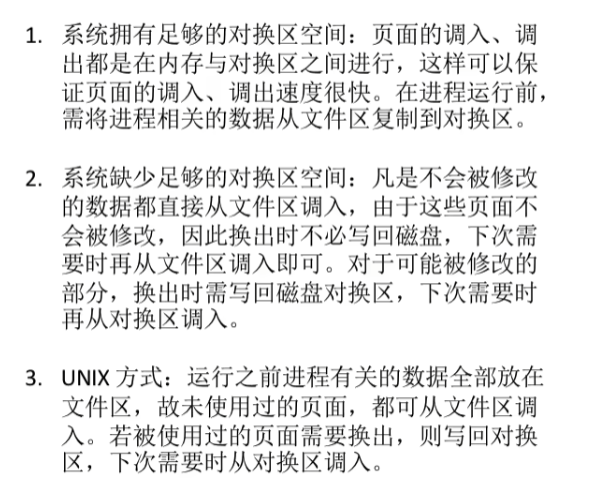 1. 系统拥有足够的对换区空间：页面的调入、调
出都是在内存与对换区之间进行，这样可以保
证页面的调入、调出速度很快。在进程运行前，
需将进程相关的数据从文件区复制到对换区。
2. 系统缺少足够的对换区空间：凡是不会被修改
的数据都直接从文件区调入，由于这些页面不
会被修改，因此换出时不必写回磁盘，下次需
要时再从文件区调入即可。对于可能被修改的
部分，换出时需写回磁盘对换区，下次需要时
再从对换区调入。
3. UNIX 方式：运行之前进程有关的数据全部放在
文件区，故未使用过的页面，都可从文件区调
入。若被使用过的页面需要换出，则写回对换
区，下次需要时从对换区调入。